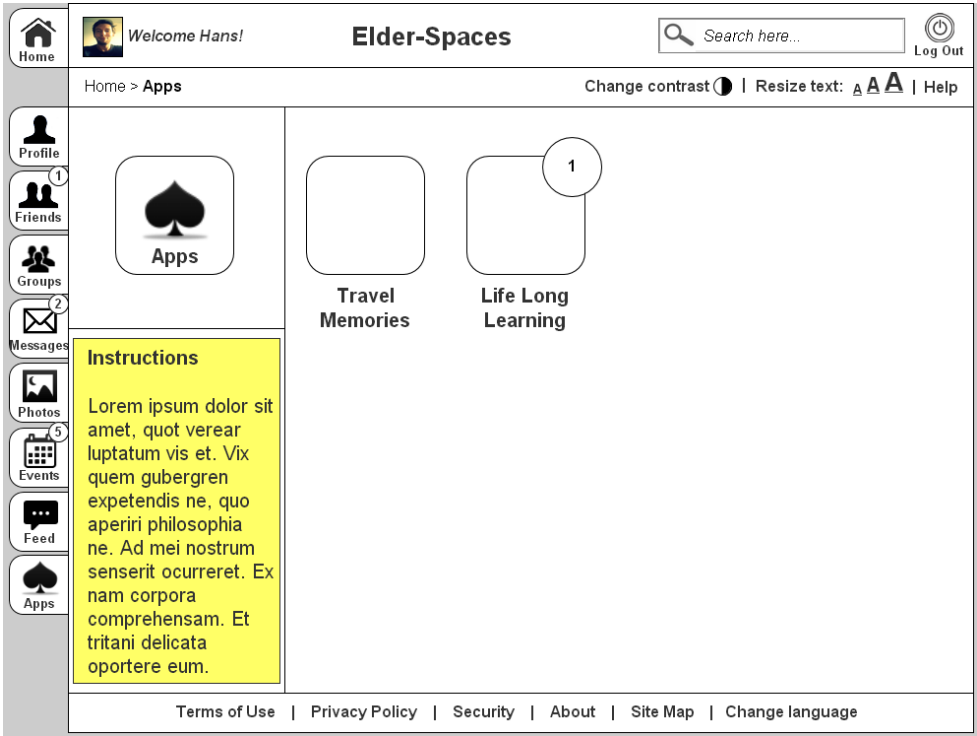 Home
Welcome Hans!
Elder-Spaces
Search here...
Log Out
Home > Apps
Change contrast | Resize text: A A A | Help
Profile
1
Friends
Groups
2
Messages
Photos
5
Events
Feed
Apps
Apps
1
Travel
Memories
Life Long
Learning
Instructions
Lorem ipsum dolor sit
amet, quot verear
luptatum vis et. Vix
quem gubergren
expetendis ne, quo
aperiri philosophia
ne. Ad mei nostrum
senserit ocurreret. Ex
nam corpora
comprehensam. Et
tritani delicata
oportere eum.
Terms of Use | Privacy Policy | Security | About | Site Map | Change language